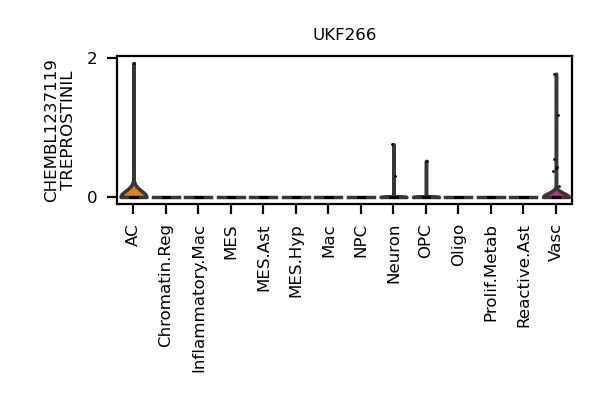 UKF266
CHEMBL1237119
TREPROSTINIL
2
0
AC
Chromatin.Reg
Inflammatory.Mac
MES
MES.Ast
MES.Hyp
Mac
NPC
Neuron
OPC
Oligo
Prolif.Metab
Reactive.Ast
Vasc